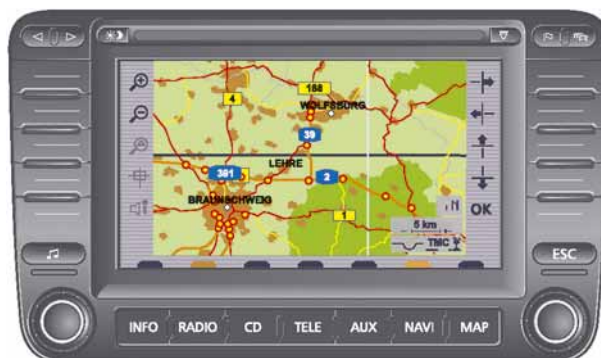 188
4
WOLFSBURG
39
LEHRE
391
2
BRAUNSCHWEIG
1
N
OK
5 km
TMC
ESC
INFO RADIO CD TELE AUX NAVI MAP